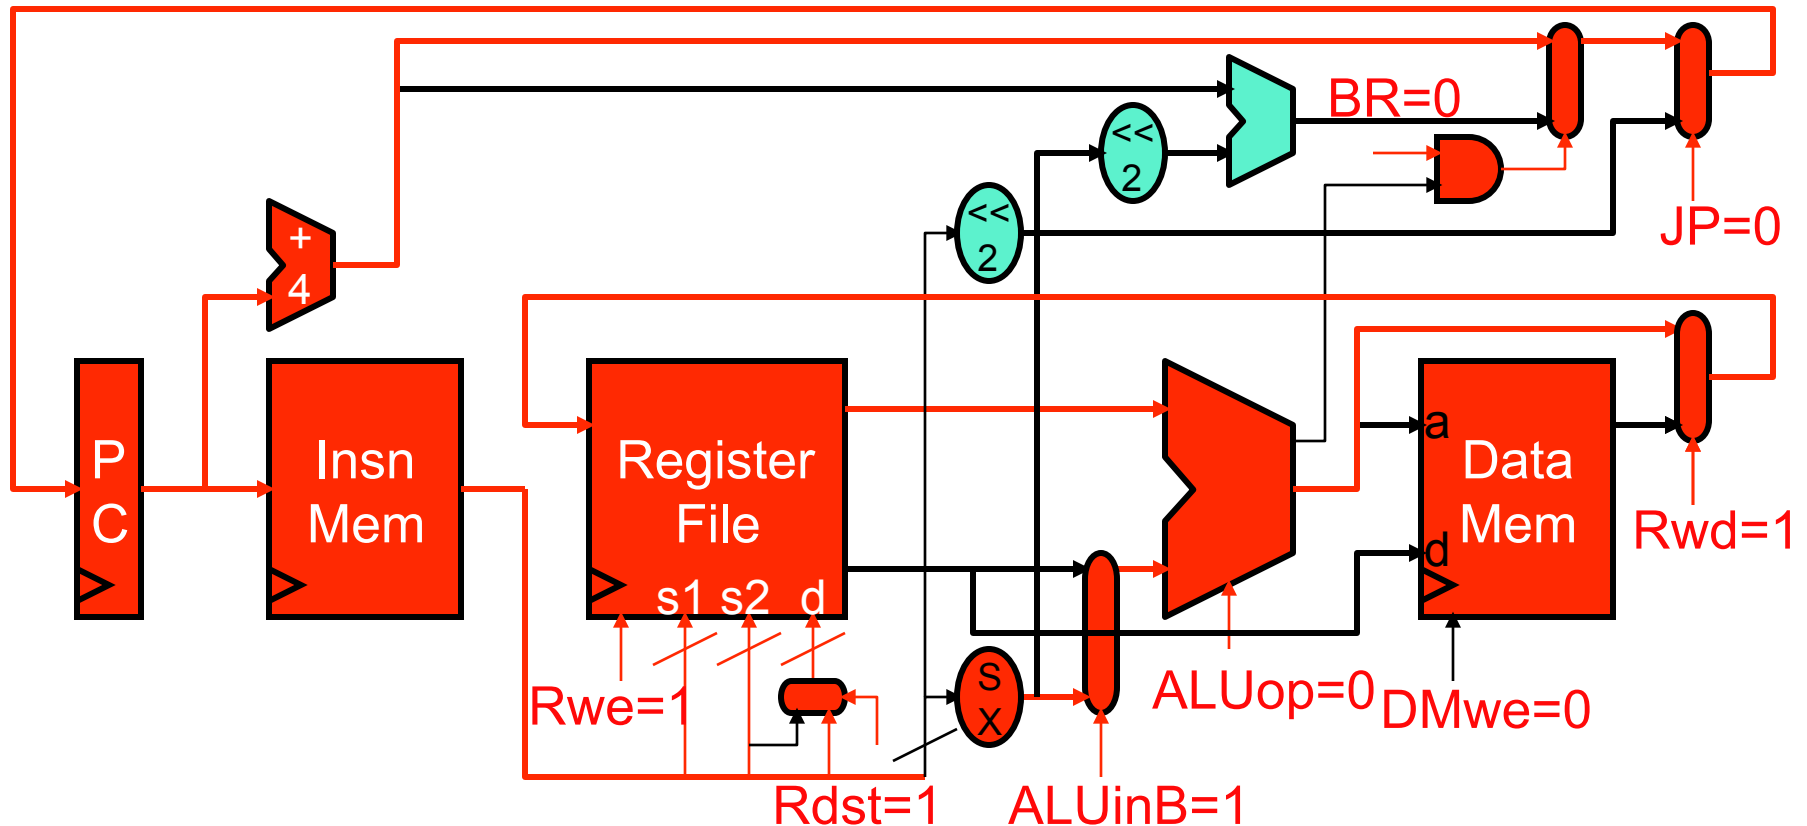 BR=0
<<
2
<<
2
JP=0
+
4
P
C
Insn
Mem
Register
File
s1 s2 d
a
d
Data
Mem
Rwd=1
Rwe=1
S
X
ALUop=0
DMwe=0
Rdst=1
ALUinB=1